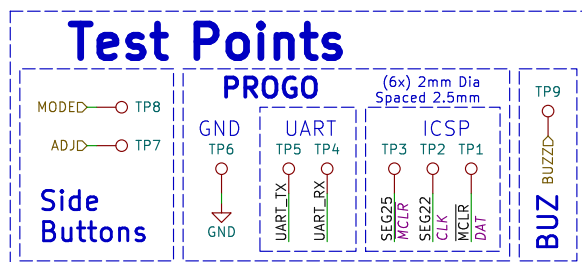 Test Points
MODE TP8
ADJ TP7
Side
Buttons
PROGO
(6x) 2mm Dia
Spaced 2.5mm
GND
TP6
GND
UART
TP5 TP4
UART_TX
UART_RX
ICSP
TP3 TP2 TP1
SEG25
MCLR
SEG22
CLK
MCLR
DAT
TP9
BUZZ
BUZ